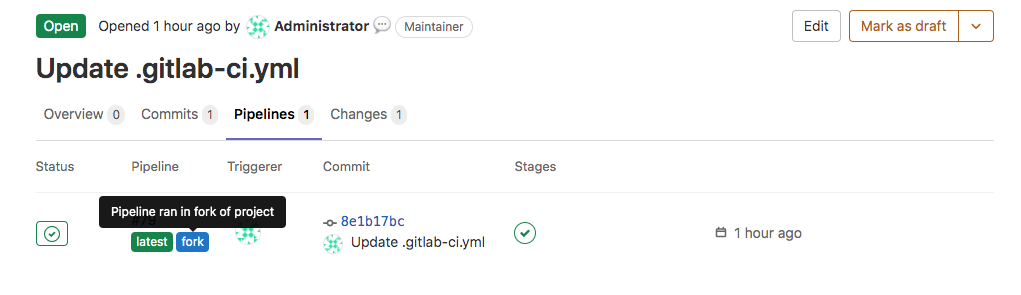 Open Opened 1 hour ago by Administrator Maintainer Edit Mark as draft
Update .gitlab-ci.yml
Overview 0 Commits 1 Pipelines 1 Changes 1
Status Pipeline Triggerer Commit Stages
Pipeline ran in fork of project
8e1b17bc
latest fork Update .gitlab-ci.yml 1 hour ago